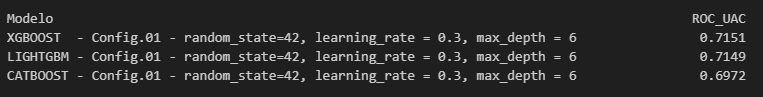 Modelo ROC_UAC
XGBOOST - Config.01 - random_state=42, learning_rate = 0.3, max_depth = 6 0.7151
LIGHTGBM - Config.01 - random_state=42, learning_rate = 0.3, max_depth = 6 0.7149
CATBOOST - Config.01 - random_state=42, learning_rate = 0.3, max_depth = 6 0.6972